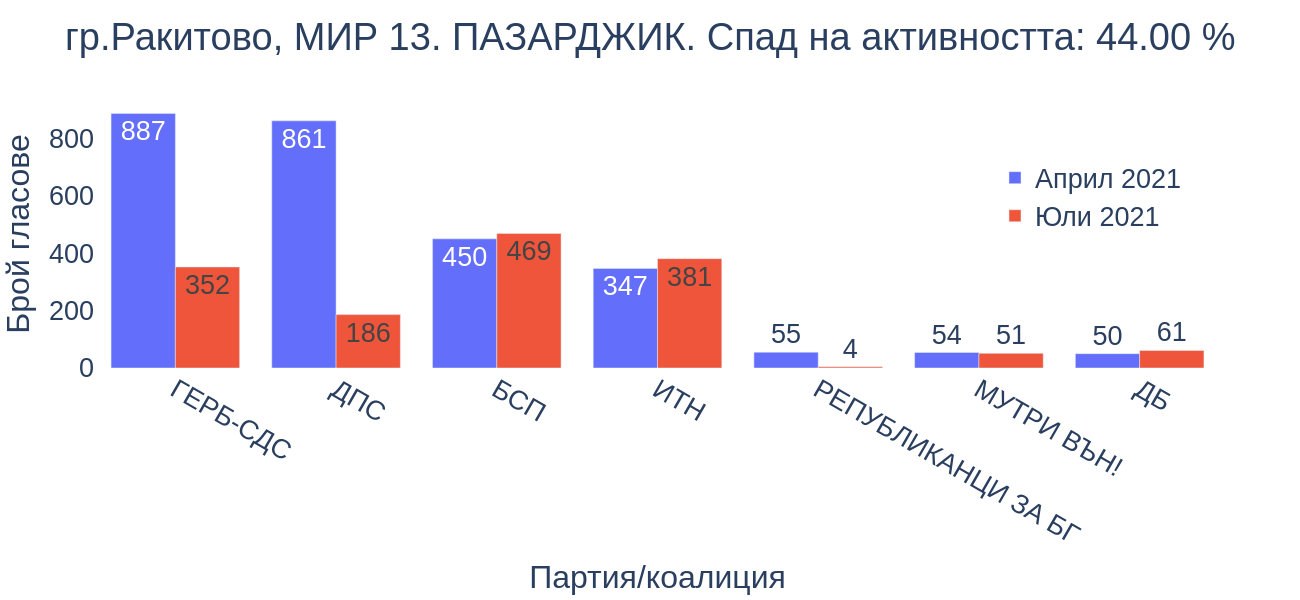 гр.Ракитово, МИР 13. ПАЗАРДЖИК. Спад на активността: 44.00 %
Брой гласове
800
600
400
200
0
887
352
861
186
450
469
347
381
55
4
54
51
50
61
Април 2021
Юли 2021
ГЕРБ-СДС
ДПС
БСП
ИТН
РЕПУБЛИКАНЦИ ЗА БГ
МУТРИ ВЪН!
ДБ
Партия/коалиция